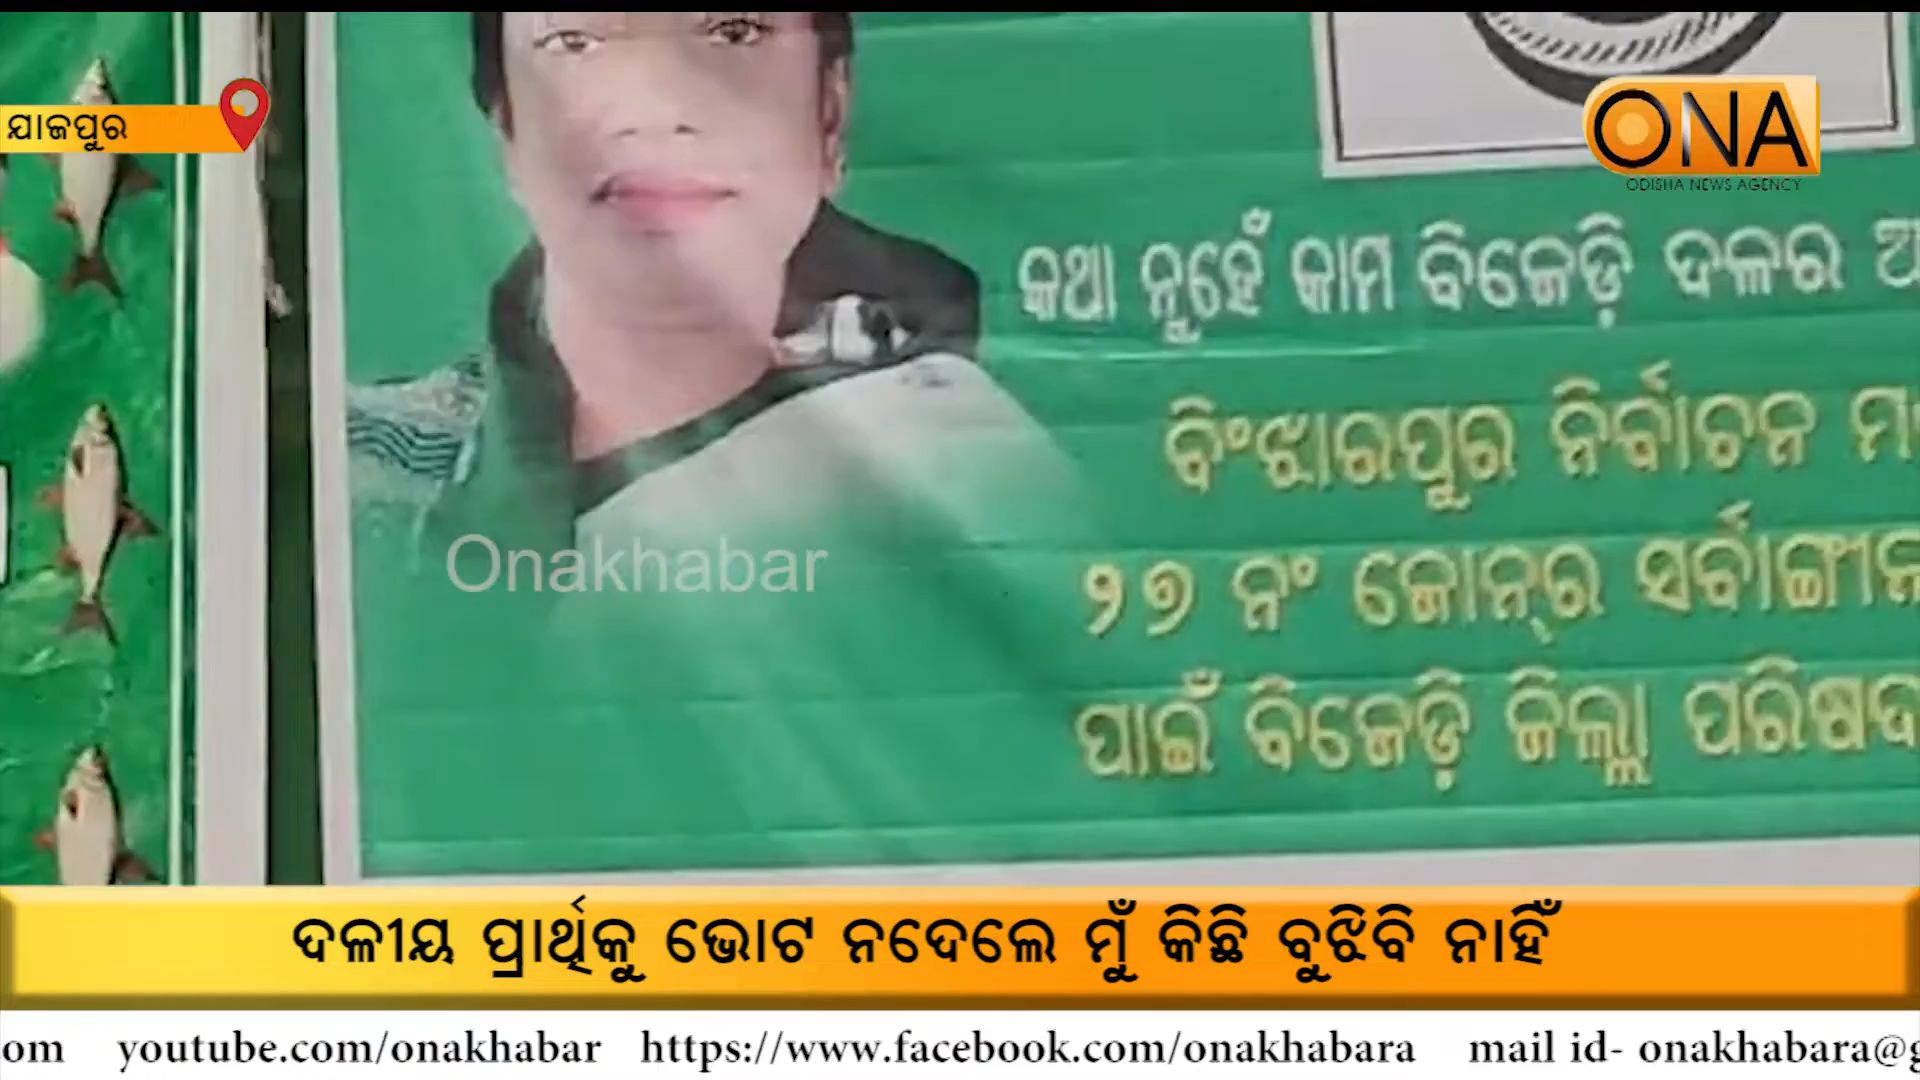 ଯାଜପୁର
ONA
ODISHA NEWS AGENCY
କଥା ନୁହେଁ କାମ ବିଜେଡ଼ି ଦଳର
ବିଂଝାରପୁର ନିର୍ବାଚନ
୨୭ ନଂ ଜୋନ୍‌ର
ପାଇଁ ବିଜେଡ଼ି ଜିଲ୍ଲା ପରିଷଦ
Onakhabar
ଦଳୀୟ ପ୍ରାର୍ଥିକୁ ଭୋଟ ନଦେଲେ ମୁଁ କିଛି ବୁଝିବି ନାହିଁ
om youtube.com/onakhabar https://www.facebook.com/onakhabara mail id- onakhabara@g